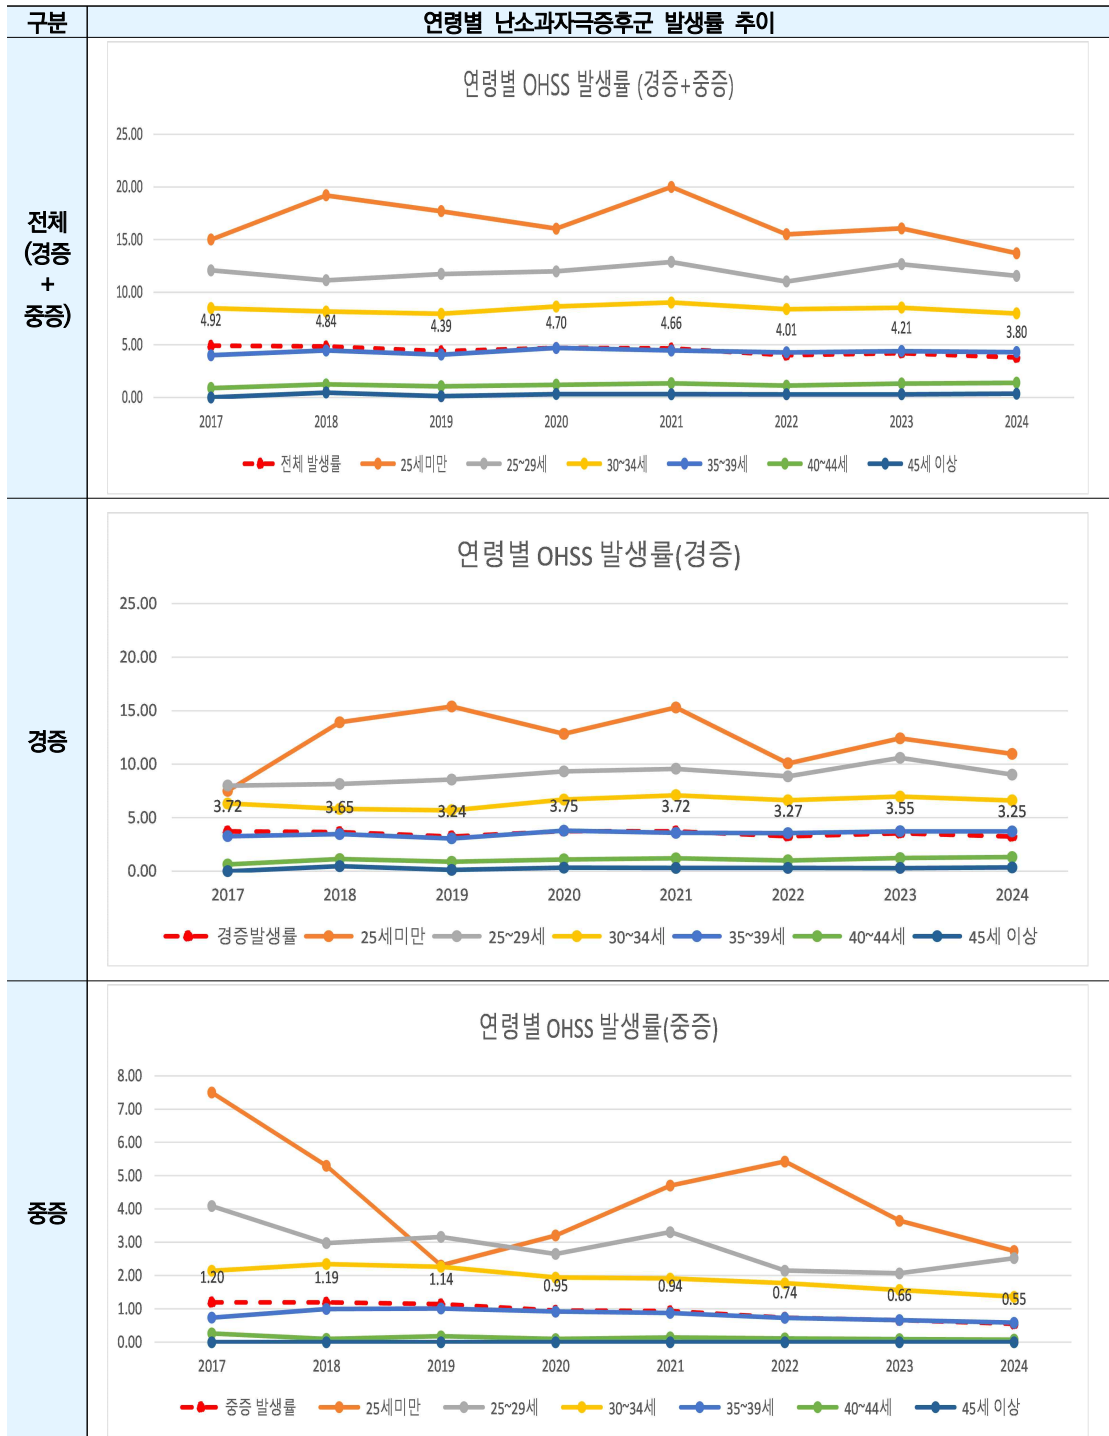 구분 연령별 난소과자극증후군 발생률 추이
전체
(경증
+
중증)
연령별 OHSS 발생률 (경증+중증)
25.00
20.00
15.00
10.00
5.00
0.00
4.92 4.84 4.39 4.70 4.66 4.01 4.21 3.80
2017 2018 2019 2020 2021 2022 2023 2024
전체 발생률 25세미만 25~29세 30~34세 35~39세 40~44세 45세 이상
경증
연령별 OHSS 발생률(경증)
25.00
20.00
15.00
10.00
5.00
0.00
3.72 3.65 3.24 3.75 3.72 3.27 3.55 3.25
2017 2018 2019 2020 2021 2022 2023 2024
경증발생률 25세미만 25~29세 30~34세 35~39세 40~44세 45세 이상
중증
연령별 OHSS 발생률(중증)
8.00
7.00
6.00
5.00
4.00
3.00
2.00
1.00
0.00
1.20 1.19 1.14 0.95 0.94 0.74 0.66 0.55
2017 2018 2019 2020 2021 2022 2023 2024
중증 발생률 25세미만 25~29세 30~34세 35~39세 40~44세 45세 이상